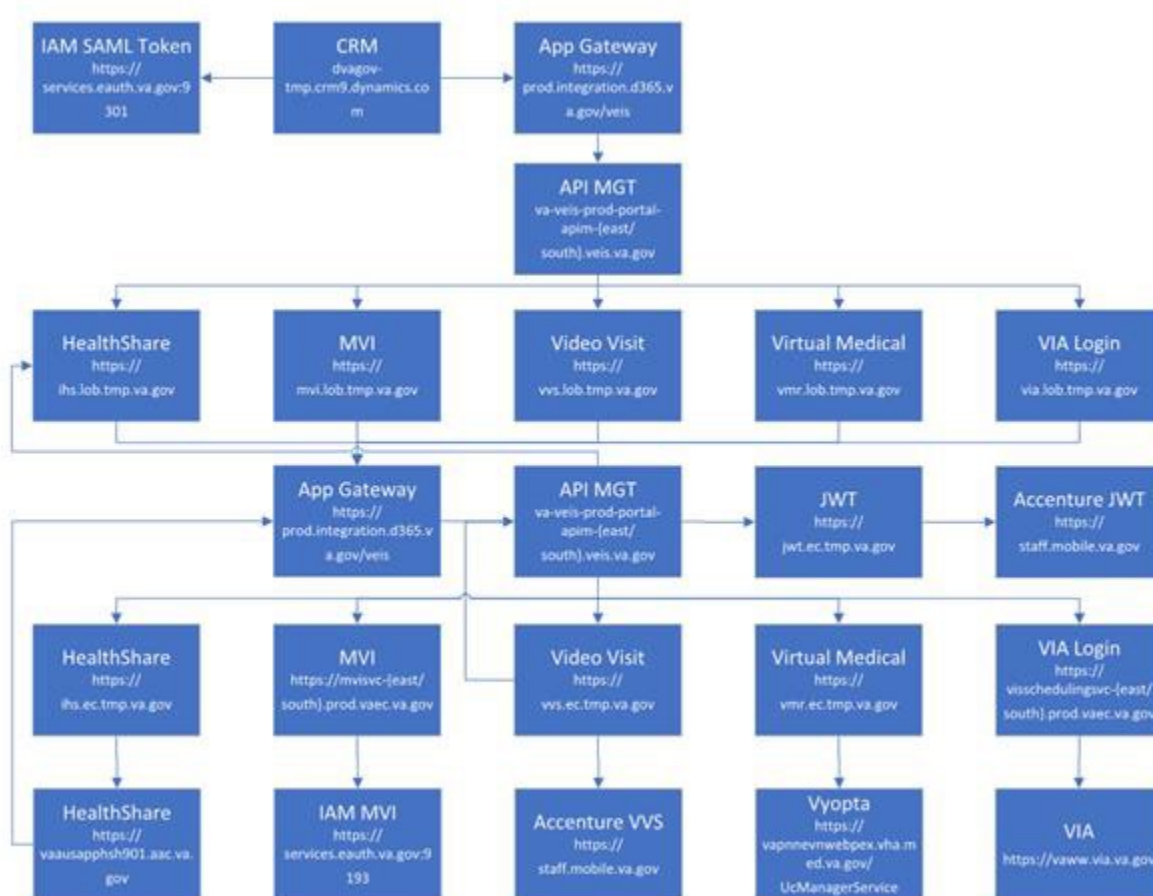 IAM SAML Token
https://
services.eauth.va.gov:9
301
CRM
dvagov-
tmp.crm9.dynamics.co
m
App Gateway
https://
prod.integration.d365.v
a.gov/veis
API MGT
va-veis-prod-portal-
apim-{east/
south}.veis.va.gov
HealthShare
https://
ihs.lob.tmp.va.gov
MVI
https://
mvi.lob.tmp.va.gov
Video Visit
https://
vvs.lob.tmp.va.gov
Virtual Medical
https://
vmr.lob.tmp.va.gov
VIA Login
https://
via.lob.tmp.va.gov
App Gateway
https://
prod.integration.d365.v
a.gov/veis
API MGT
va-veis-prod-portal-
apim-{east/
south}.veis.va.gov
JWT
https://
jwt.ec.tmp.va.gov
Accenture JWT
https://
staff.mobile.va.gov
HealthShare
https://
ihs.ec.tmp.va.gov
MVI
https://mvisvc-{east/
south}.prod.vaec.va.gov
Video Visit
https://
vvs.ec.tmp.va.gov
Virtual Medical
https://
vmr.ec.tmp.va.gov
VIA Login
https://
visschedulingsvc-{east/
south}.prod.vaec.va.gov
HealthShare
https://
vaausapphsh901.aac.va.
gov
IAM MVI
https://
services.eauth.va.gov:9
193
Accenture VVS
https://
staff.mobile.va.gov
Vyopta
https://
vapnnevnwebpex.vha.m
ed.va.gov/
UcManagerService
VIA
https://vaww.via.va.gov